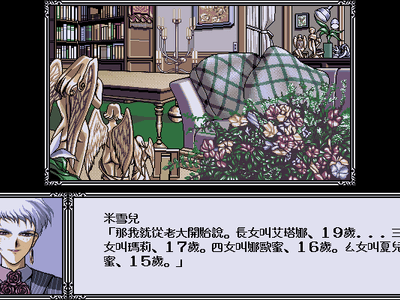 米雪兒
「那我就從老大開始說。長女叫艾塔娜、19歲...三
女叫瑪莉、17歲。四女叫娜歐蜜、16歲。么女叫夏兒
蜜、15歲。」